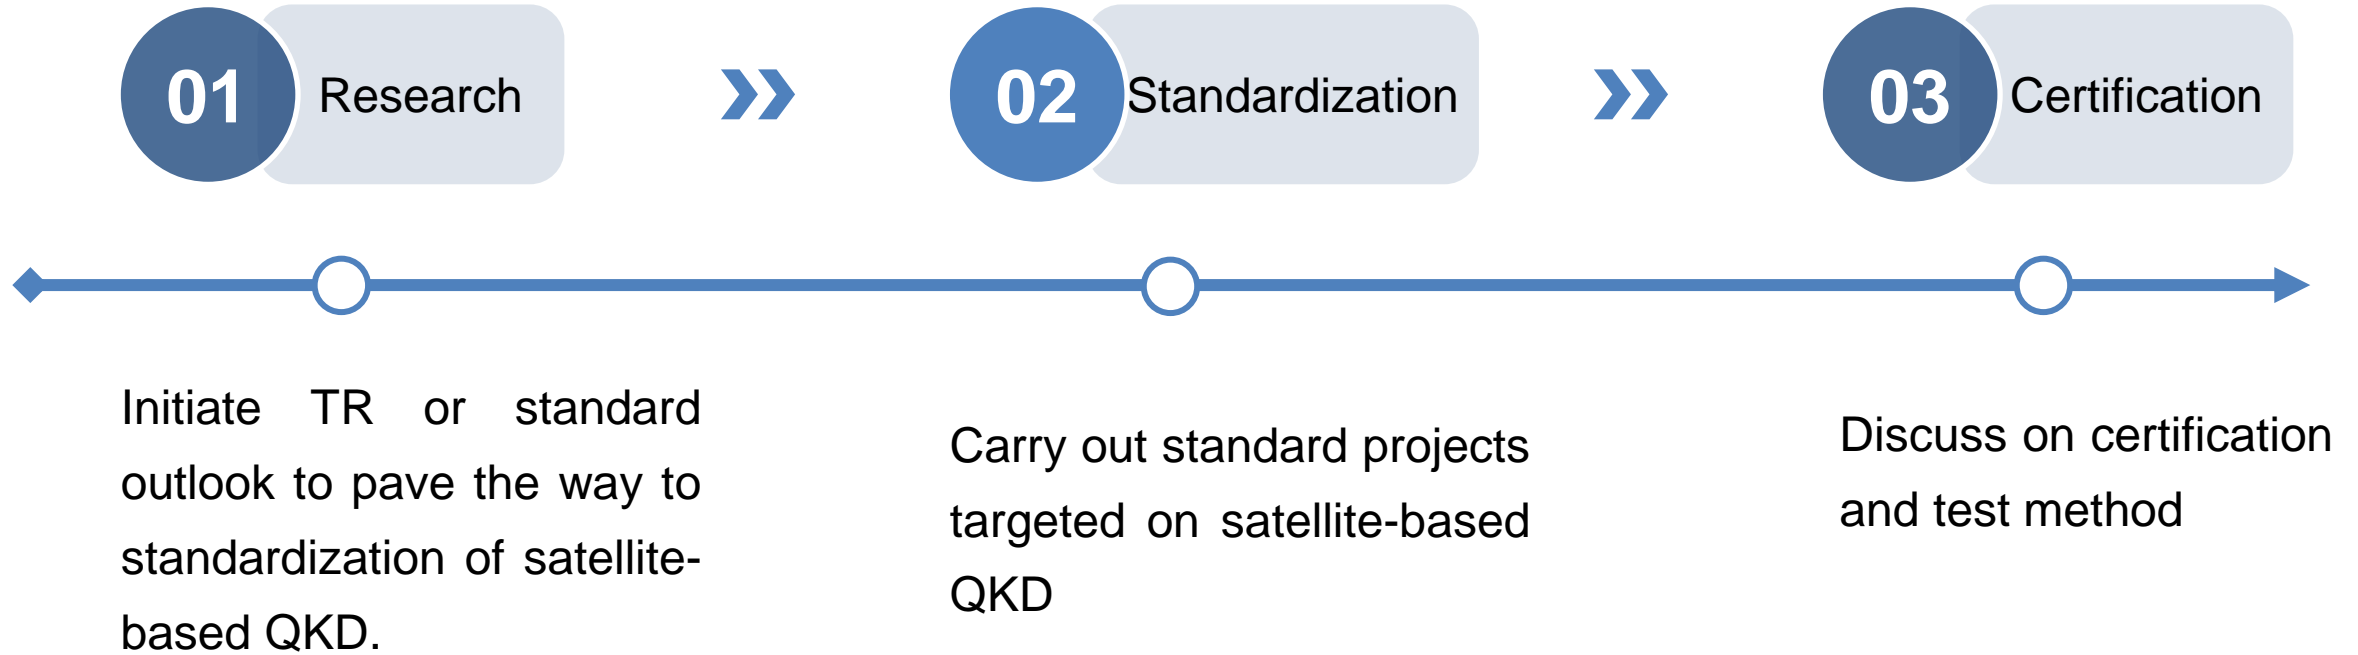 01
Research
02
Standardization
03
Certification
Initiate TR or standard
outlook to pave the way to
standardization of satellite-
based QKD.
Carry out standard projects
targeted on satellite-based
QKD
Discuss on certification
and test method